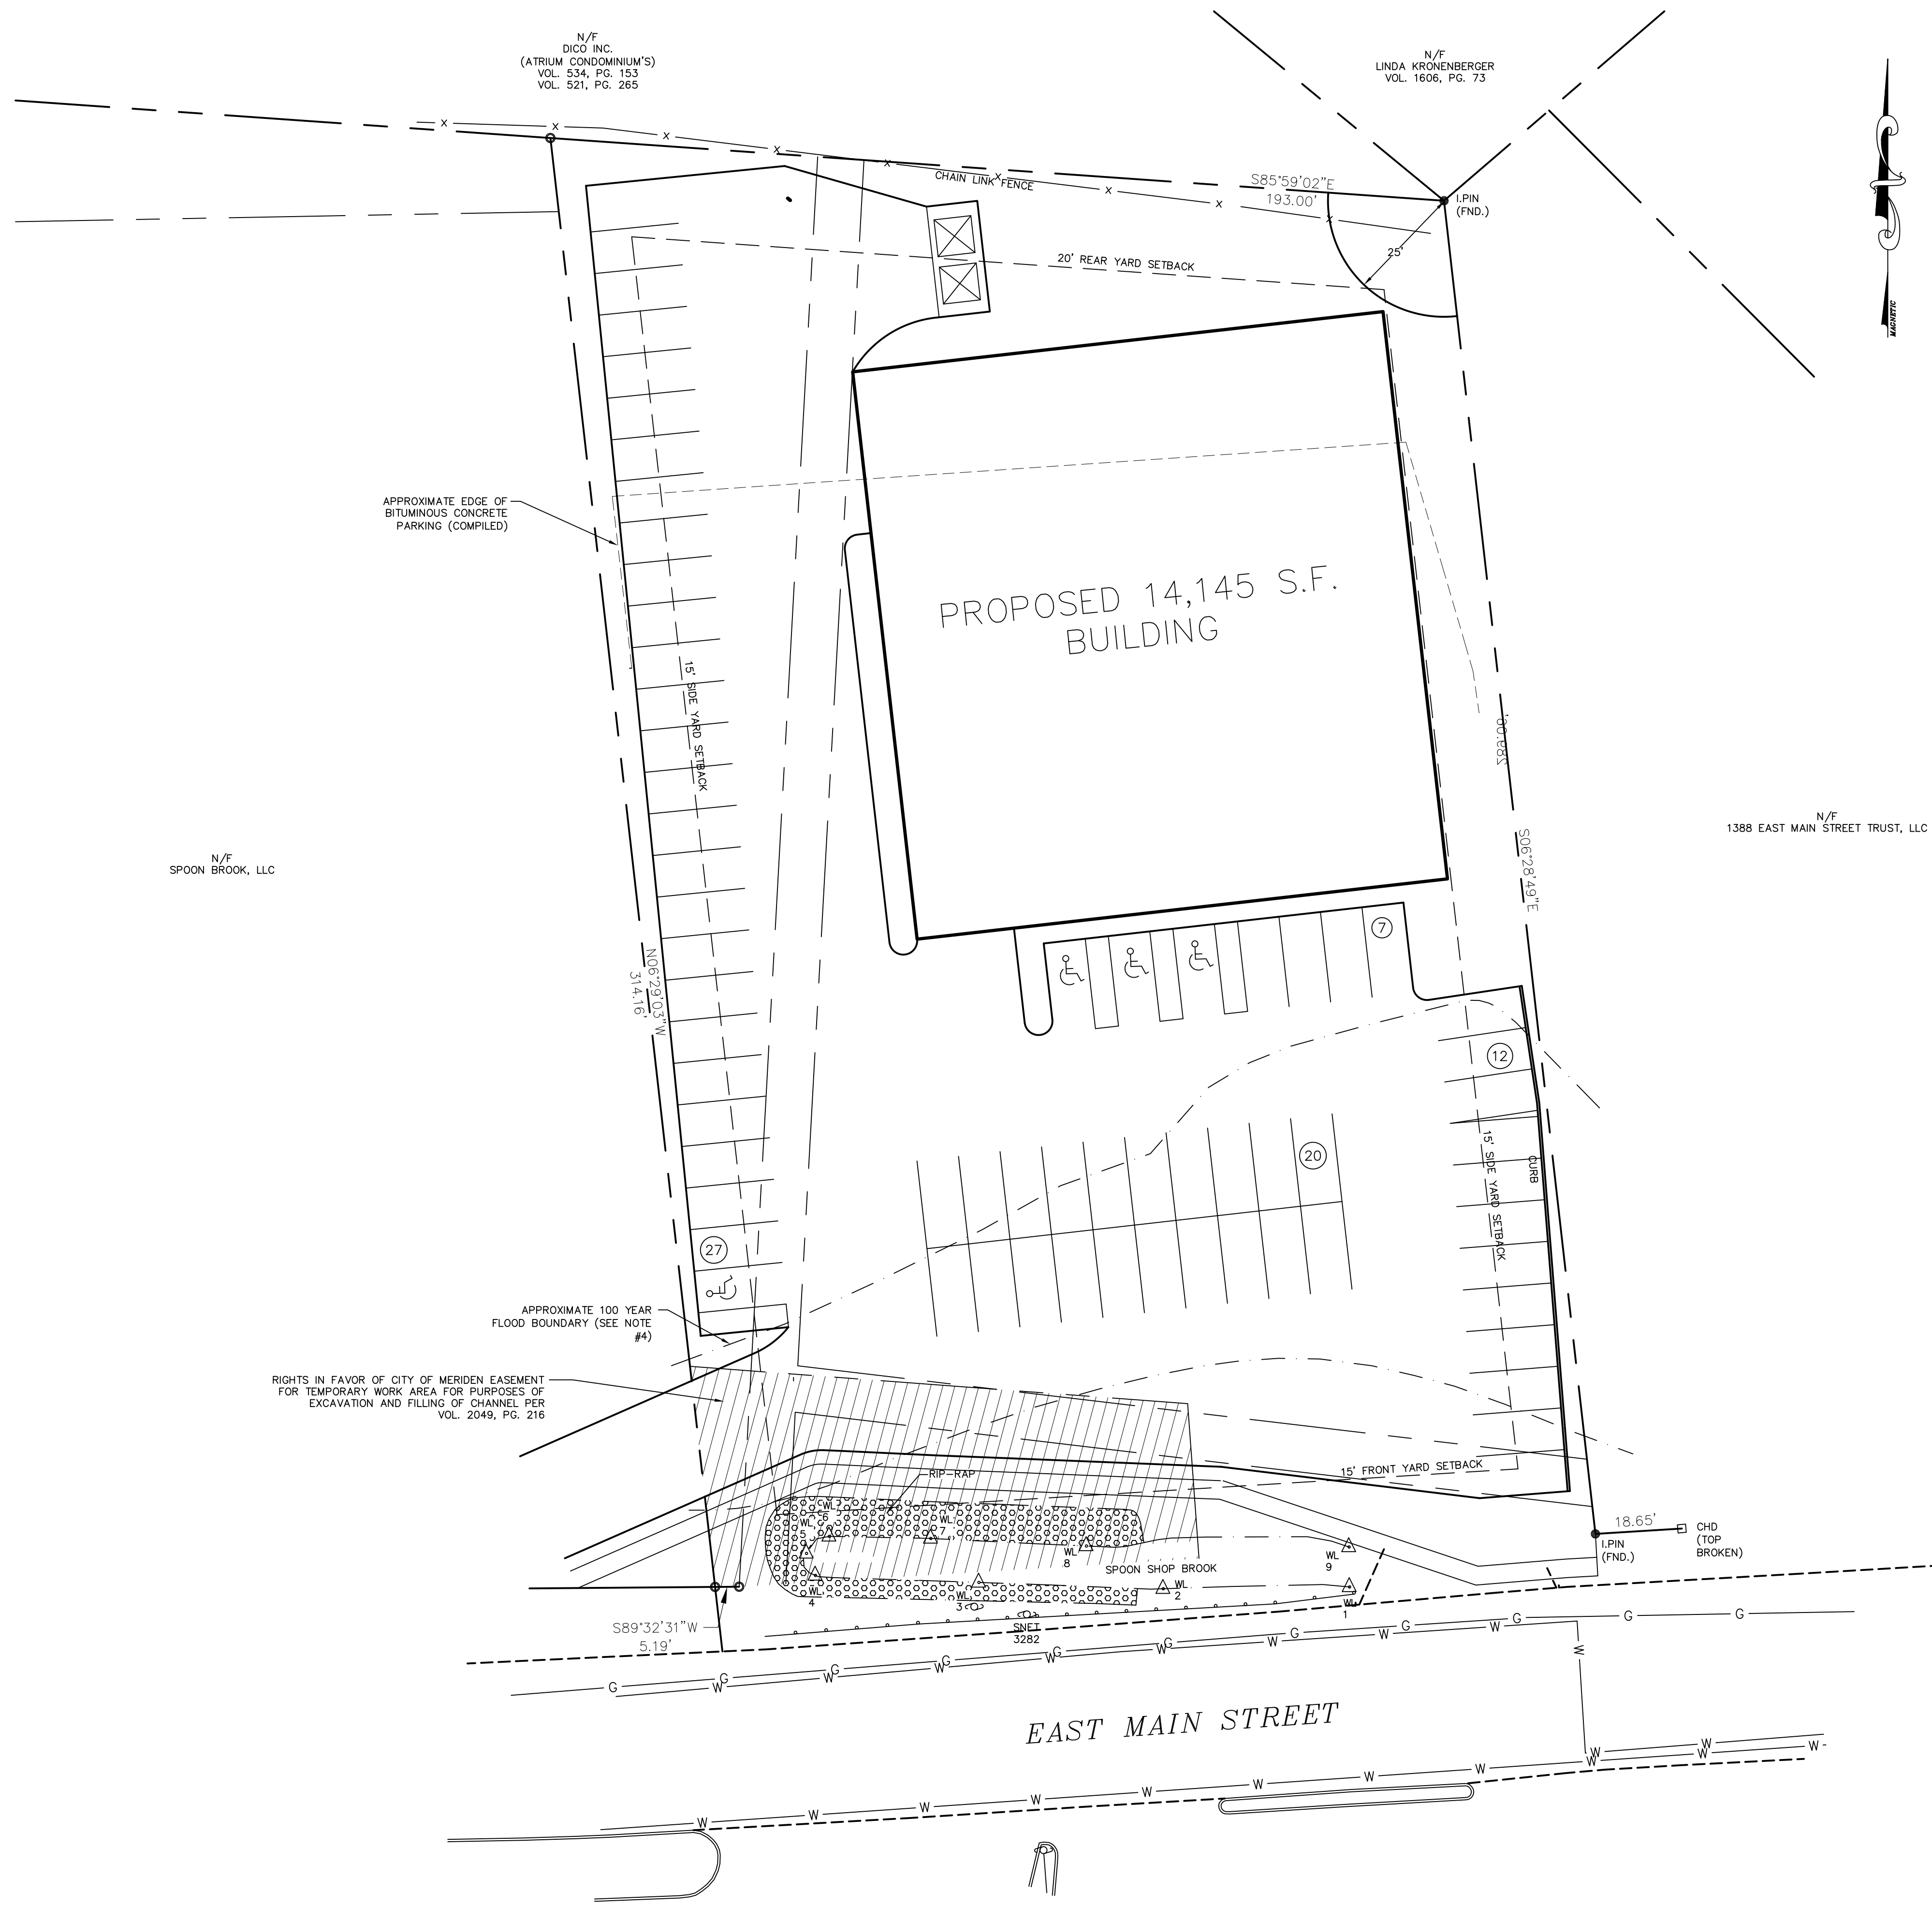 N/F
DICO INC.
(ATRIUM CONDOMINIUM'S)
VOL. 534, PG. 153
VOL. 521, PG. 265
N/F
LINDA KRONENBERGER
VOL. 1606, PG. 73
MAGNETIC
CHAIN LINK FENCE
S85°59'02"E
193.00'
I.PIN
(FND.)
25'
20' REAR YARD SETBACK
APPROXIMATE EDGE OF
BITUMINOUS CONCRETE
PARKING (COMPILED)
PROPOSED 14,145 S.F.
BUILDING
15' SIDE YARD SETBACK
S06°28'49"E
N/F
1388 EAST MAIN STREET TRUST, LLC
N/F
SPOON BROOK, LLC
N06°29'03"W
314.16'
7
12
20
27
15' SIDE YARD SETBACK
CURB
APPROXIMATE 100 YEAR
FLOOD BOUNDARY (SEE NOTE
#4)
RIGHTS IN FAVOR OF CITY OF MERIDEN EASEMENT
FOR TEMPORARY WORK AREA FOR PURPOSES OF
EXCAVATION AND FILLING OF CHANNEL PER
VOL. 2049, PG. 216
15' FRONT YARD SETBACK
RIP-RAP
WL
6
WL
5
WL
7
WL
8
WL
9
SPOON SHOP BROOK
WL
4
WL
3
WL
2
WL
1
18.65'
CHD
(TOP
BROKEN)
I.PIN
(FND.)
S89°32'31"W
5.19'
SNET
3282
EAST MAIN STREET